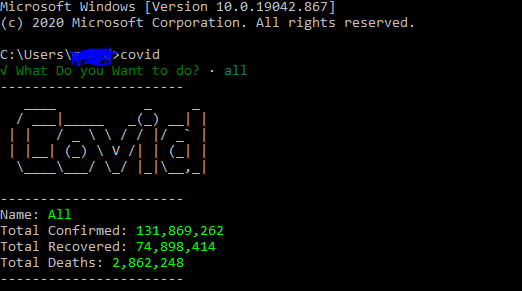 Microsoft Windows [Version 10.0.19042.867]
(c) 2020 Microsoft Corporation. All rights reserved.
C:\Users\ >covid
√ What Do you Want to do? · all
-----------------------
Covid
-----------------------
Name: All
Total Confirmed: 131,869,262
Total Recovered: 74,898,414
Total Deaths: 2,862,248
-----------------------